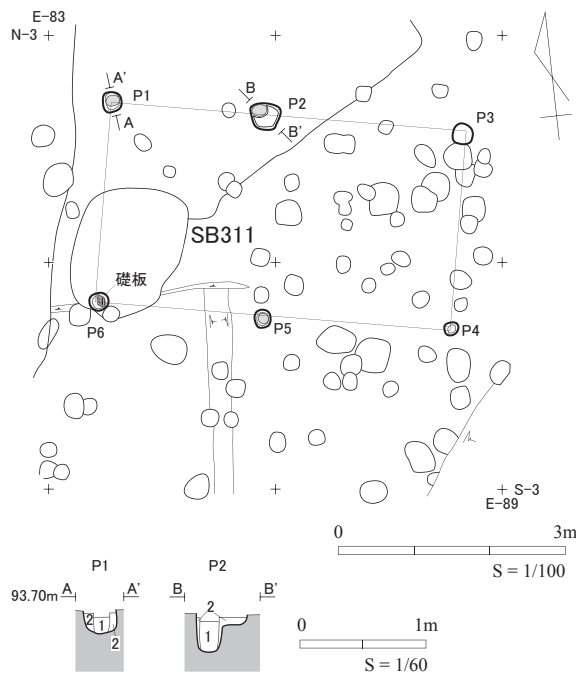 E-83
N-3
A'
P1
A
B
P2
B'
P3
SB311
礎板
P6
P5
P4
S-3
E-89
0 3m
S = 1/100
P1 P2
93.70m A A' B B'
2 1 2
2 1
0 1m
S = 1/60